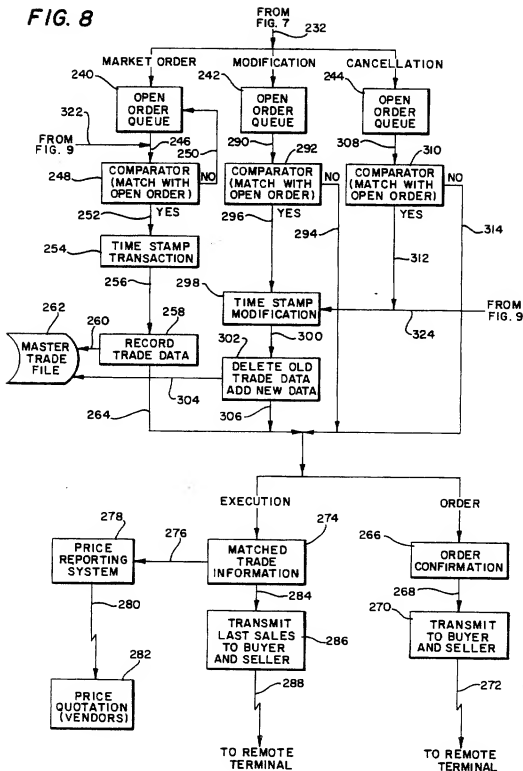 FIG. 8
FROM
FIG. 7
232
MARKET ORDER
MODIFICATION
CANCELLATION
240
242
244
OPEN
ORDER
QUEUE
OPEN
ORDER
QUEUE
OPEN
ORDER
QUEUE
322
FROM
FIG. 9
246
250
290
292
308
310
248
COMPARATOR
(MATCH WITH
OPEN ORDER)
NO
COMPARATOR
(MATCH WITH
OPEN ORDER)
NO
COMPARATOR
(MATCH WITH
OPEN ORDER)
NO
252
YES
296
YES
294
YES
314
254
TIME STAMP
TRANSACTION
312
256
298
TIME STAMP
MODIFICATION
324
FROM
FIG. 9
262
260
258
300
MASTER
TRADE
FILE
RECORD
TRADE DATA
302
DELETE OLD
TRADE DATA
ADD NEW DATA
304
264
306
EXECUTION
ORDER
278
276
274
266
PRICE
REPORTING
SYSTEM
MATCHED
TRADE
INFORMATION
ORDER
CONFIRMATION
280
284
268
270
TRANSMIT
LAST SALES
TO BUYER
AND SELLER
286
TRANSMIT
TO BUYER
AND SELLER
282
PRICE
QUOTATION
(VENDORS)
288
272
TO REMOTE
TERMINAL
TO REMOTE
TERMINAL